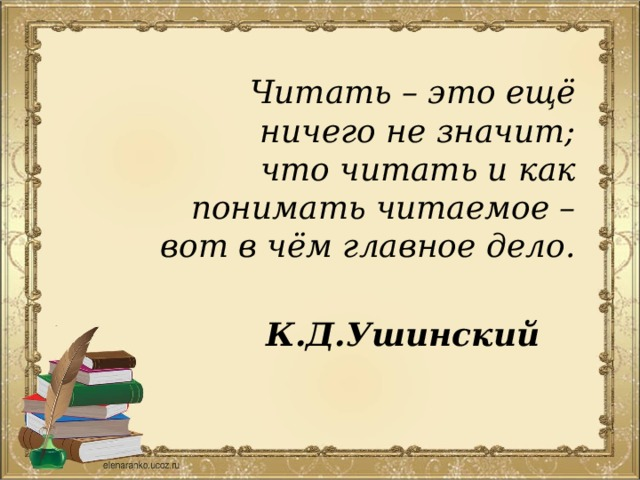 Читать – это ещё
ничего не значит;
что читать и как
понимать читаемое –
вот в чём главное дело.
К.Д.Ушинский
elenaranko.ucoz.ru